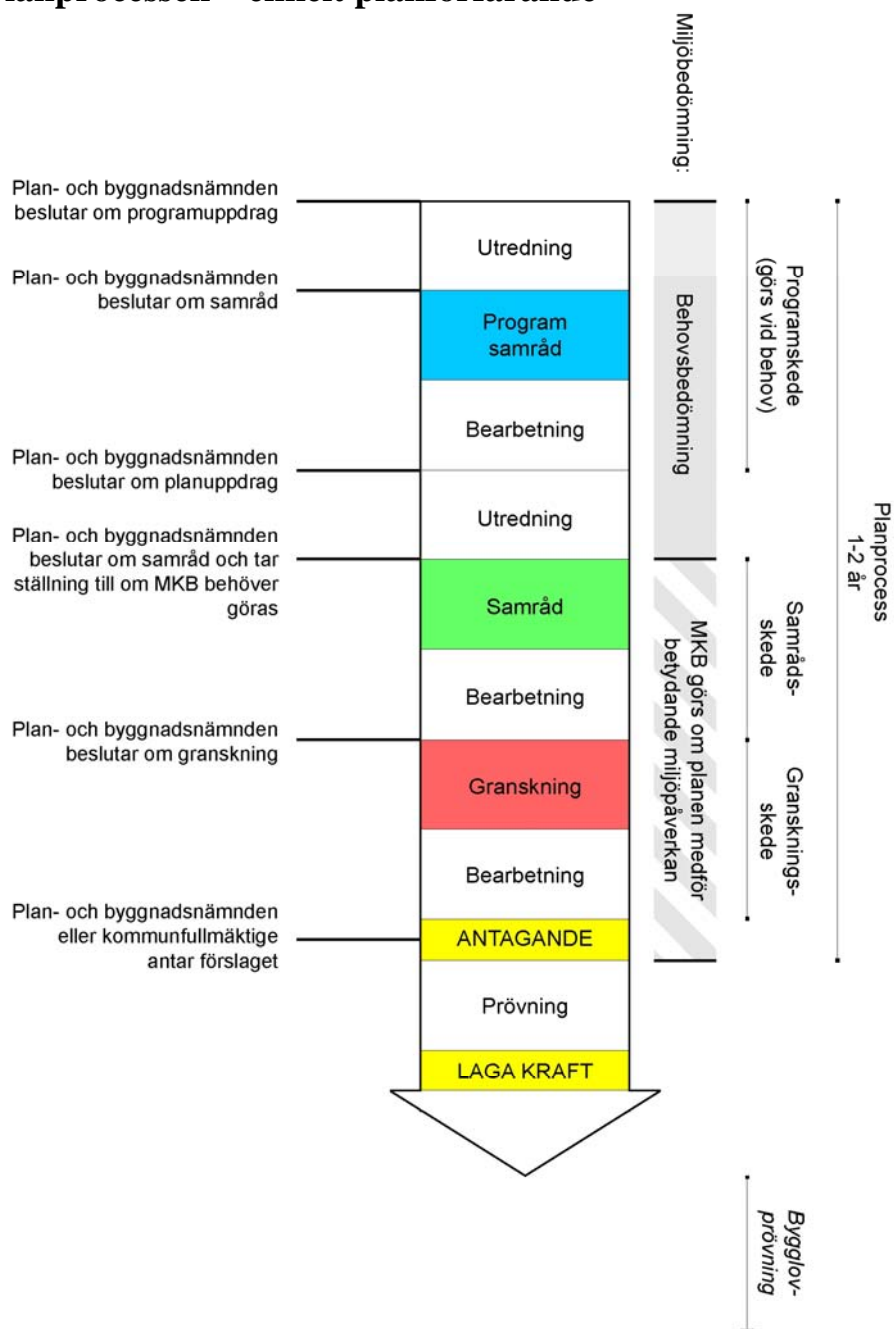 lanprocessen – enkelt planförfarande
Miljöbedömning:
Plan- och byggnadsnämnden
beslutar om programuppdrag
Plan- och byggnadsnämnden
beslutar om samråd
Plan- och byggnadsnämnden
beslutar om planuppdrag
Plan- och byggnadsnämnden
beslutar om samråd och tar
ställning till om MKB behöver
göras
Plan- och byggnadsnämnden
beslutar om granskning
Plan- och byggnadsnämnden
eller kommunfullmäktige
antar förslaget
Utredning
Program
samråd
Bearbetning
Utredning
Samråd
Bearbetning
Granskning
Bearbetning
ANTAGANDE
Prövning
LAGA KRAFT
Behovsbedömning
MKB görs om planen medför
betydande miljöpåverkan
Programskede
(görs vid behov)
Samråds-
skede
Gransknings-
skede
Planprocess
1-2 år
Bygglov-
prövning